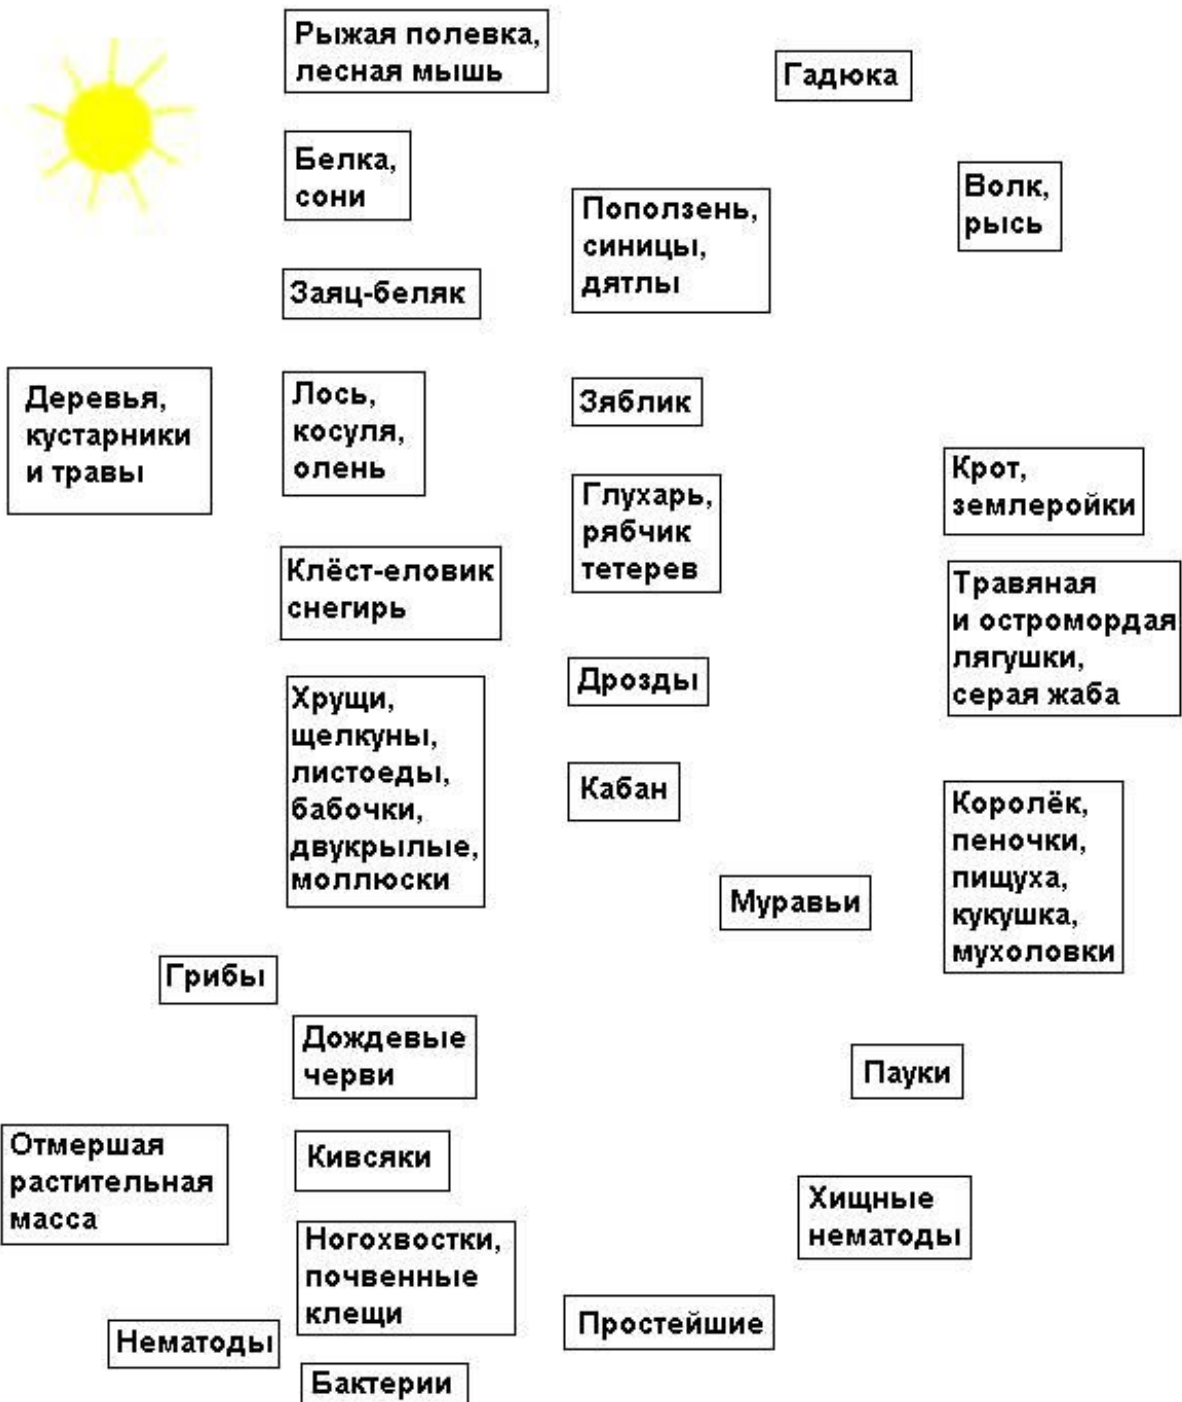 Рыжая полевка,
лесная мышь
Гадюка
Белка,
сони
Волк,
рысь
Поползень,
синицы,
дятлы
Заяц-беляк
Деревья,
кустарники
и травы
Лось,
косуля,
олень
Зяблик
Крот,
землеройки
Глухарь,
рябчик
тетерев
Клёст-еловик
снегирь
Травяная
и остромордая
лягушки,
серая жаба
Дрозды
Хрущи,
щелкуны,
листоеды,
бабочки,
двукрылые,
моллюски
Кабан
Королёк,
пеночки,
пищуха,
кукушка,
мухоловки
Муравьи
Грибы
Дождевые
черви
Пауки
Отмершая
растительная
масса
Кивсяки
Хищные
нематоды
Ногохвостки,
почвенные
клещи
Простейшие
Нематоды
Бактерии